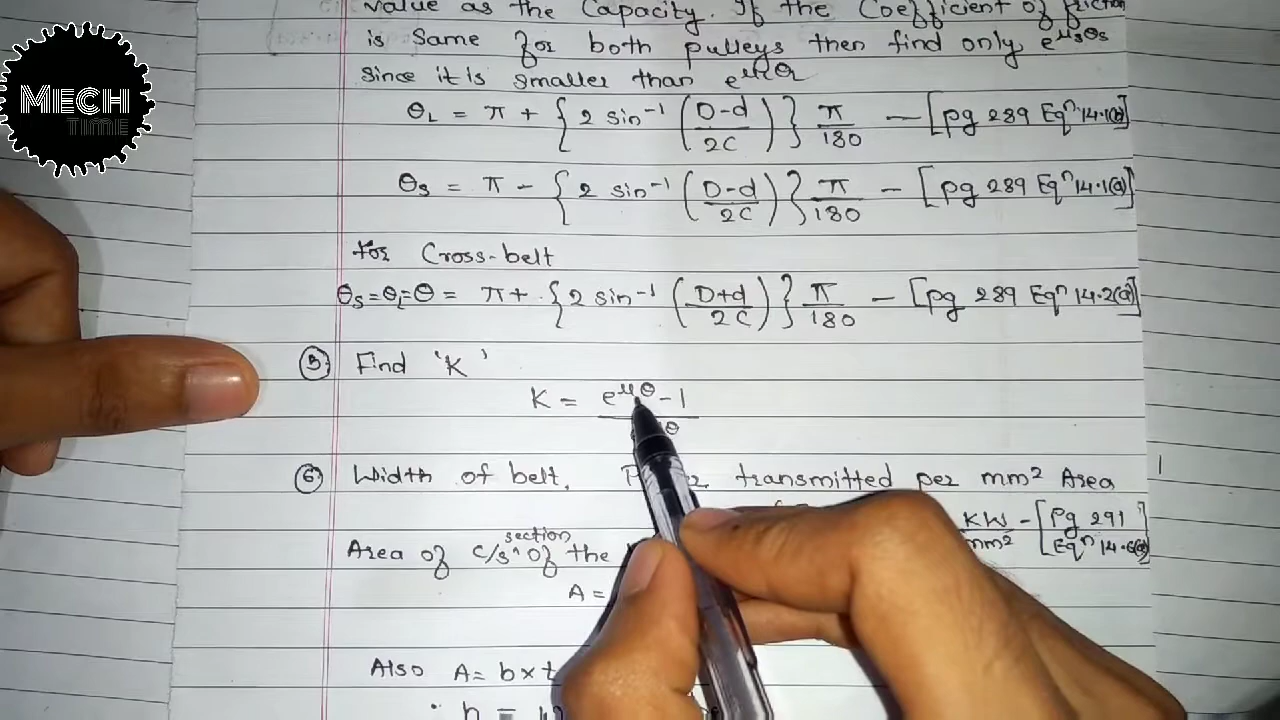 MECH
TIME
value as the Capacity. If the Coefficient of friction
is Same for both pulleys then find only e^μsθs
Since it is smaller than
θL = π + { 2 sin⁻¹ (D-d/2C) } π/180 — [pg 289 Eqⁿ 14.1(b)]
θs = π - { 2 sin⁻¹ (D-d/2C) } π/180 — [pg 289 Eqⁿ 14.1(a)]
for Cross-belt
θs=θL=θ = π+ { 2 sin⁻¹ (D+d/2C) } π/180 — [pg 289 Eqⁿ 14.2(a)]
⑤ Find 'K'
K = e^μθ-1
θ
⑥ Width of belt. transmitted per mm² Area
KW/mm² - [Pg 291 Eqⁿ 14.6(a)]
Area of C/sⁿ section of the
A =
Also A= b×t